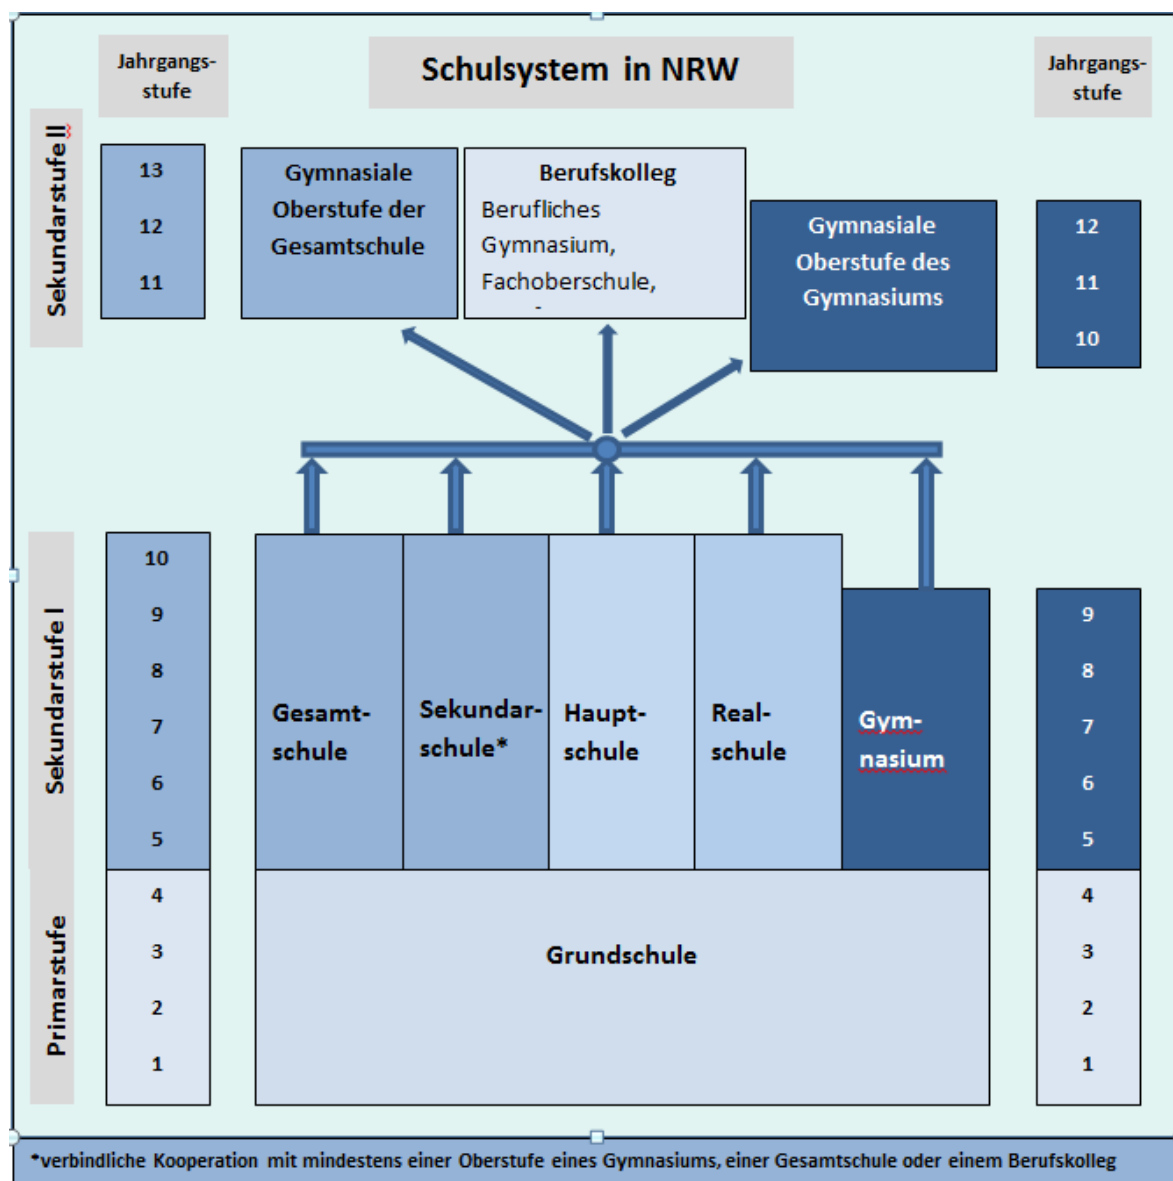 Jahrgangs-
stufe
Schulsystem in NRW
Jahrgangs-
stufe
Sekundarstufe II
13
12
11
Gymnasiale
Oberstufe der
Gesamtschule
Berufskolleg
Berufliches
Gymnasium,
Fachoberschule,
Gymnasiale
Oberstufe des
Gymnasiums
12
11
10
Sekundarstufe I
10
9
8
7
6
5
Gesamt-
schule
Sekundar-
schule*
Haupt-
schule
Real-
schule
Gym-
nasium
9
8
7
6
5
Primarstufe
4
3
2
1
Grundschule
4
3
2
1
*verbindliche Kooperation mit mindestens einer Oberstufe eines Gymnasiums, einer Gesamtschule oder einem Berufskolleg